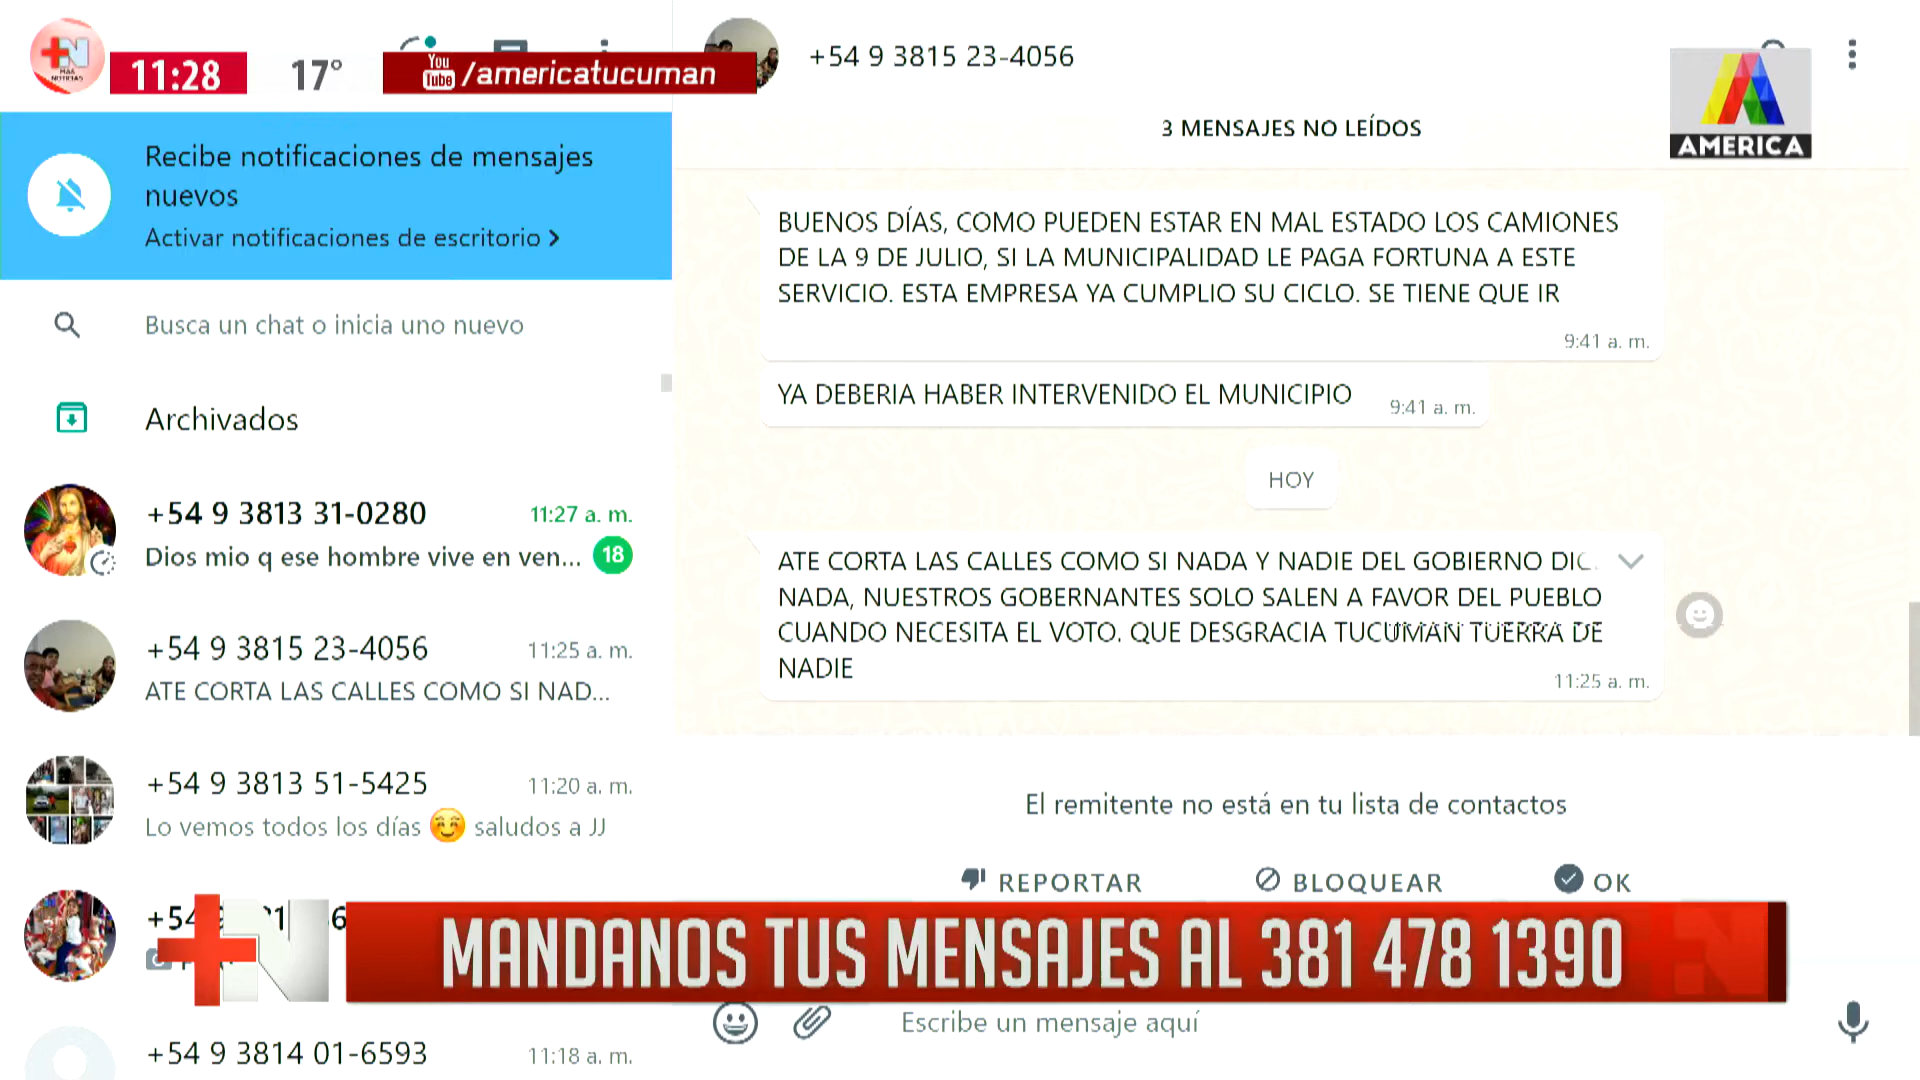 11:28
17°
You Tube /americatucuman
+54 9 3815 23-4056
AMERICA
Recibe notificaciones de mensajes
nuevos
Activar notificaciones de escritorio
Busca un chat o inicia uno nuevo
Archivados
+54 9 3813 31-0280
11:27 a. m.
Dios mio q ese hombre vive en ven...
18
+54 9 3815 23-4056
11:25 a. m.
ATE CORTA LAS CALLES COMO SI NAD...
+54 9 3813 51-5425
11:20 a. m.
Lo vemos todos los días 😊 saludos a JJ
+54 9 3814 01-6593
11:18 a. m.
3 MENSAJES NO LEÍDOS
BUENOS DÍAS, COMO PUEDEN ESTAR EN MAL ESTADO LOS CAMIONES
DE LA 9 DE JULIO, SI LA MUNICIPALIDAD LE PAGA FORTUNA A ESTE
SERVICIO. ESTA EMPRESA YA CUMPLIO SU CICLO. SE TIENE QUE IR
9:41 a. m.
YA DEBERIA HABER INTERVENIDO EL MUNICIPIO
9:41 a. m.
HOY
ATE CORTA LAS CALLES COMO SI NADA Y NADIE DEL GOBIERNO DIC
NADA, NUESTROS GOBERNANTES SOLO SALEN A FAVOR DEL PUEBLO
CUANDO NECESITA EL VOTO. QUE DESGRACIA TUCUMAN TUERRA DE
NADIE
11:25 a. m.
El remitente no está en tu lista de contactos
REPORTAR
BLOQUEAR
OK
+N
MANDANOS TUS MENSAJES AL 381 478 1390
Escribe un mensaje aquí